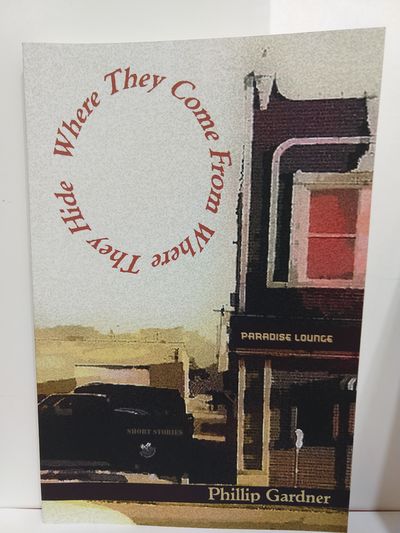 Where They Come From Where They Hide
PARADISE LOUNGE
SHORT STORIES
Phillip Gardner